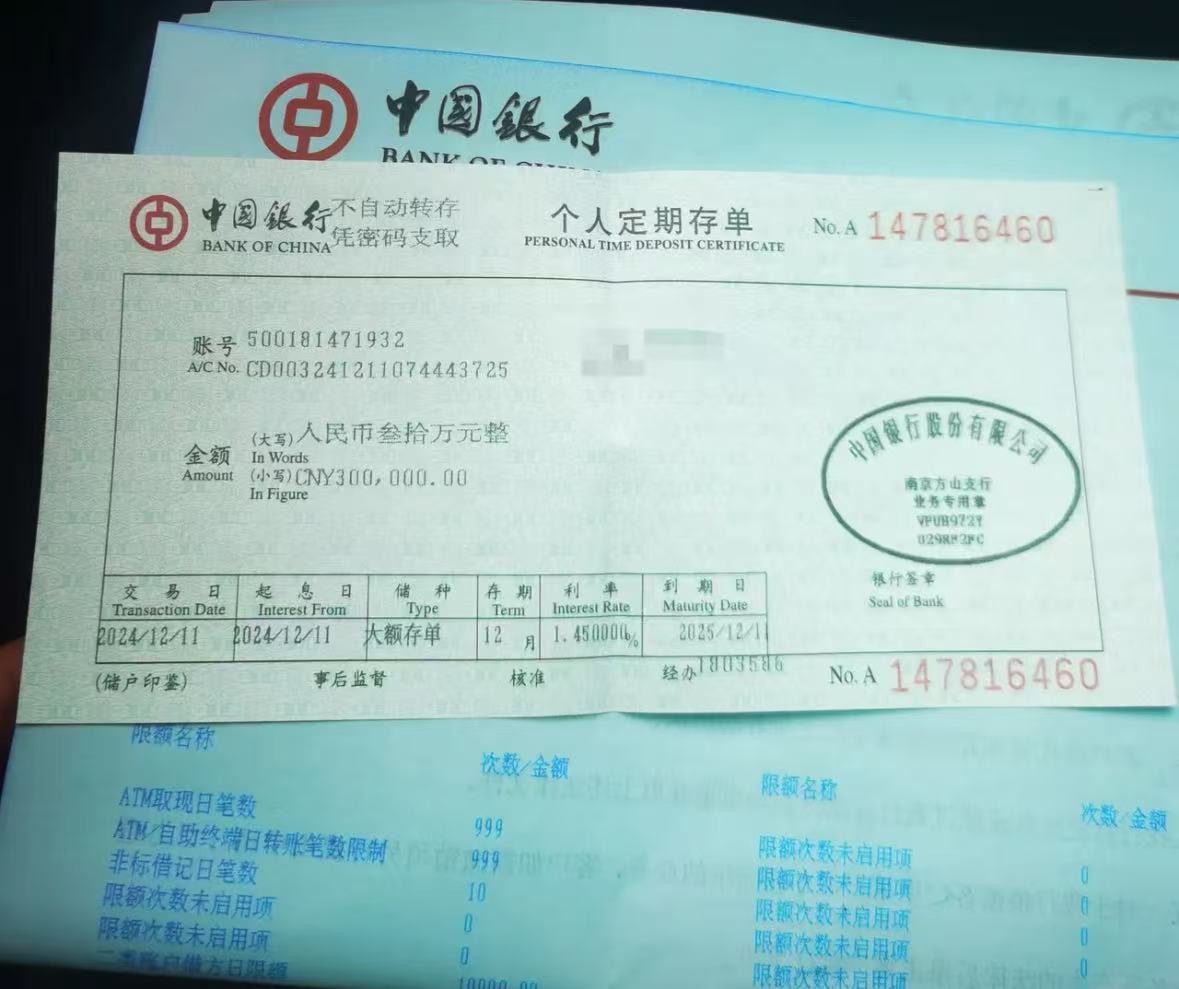 中国银行
BANK OF CHINA
中国银行
BANK OF CHINA
不自动转存
凭密码支取
个人定期存单
PERSONAL TIME DEPOSIT CERTIFICATE
No. A 147816460
账号 500181471932
A/C No. CD003241211074443725
金额 (大写) 人民币叁拾万元整
Amount In Words
(小写) CNY300,000.00
In Figure
中国银行股份有限公司
南京方山支行
业务专用章
银行签章
Seal of Bank
交易日 起息日 储种 存期 利率 到期日
Transaction Date Interest From Type Term Interest Rate Maturity Date
2024/12/11 2024/12/11 大额存单 12月 1.450000% 2025/12/11
(储户印鉴) 事后监督 核准 经办 1803586
No. A 147816460
限额名称 次数/金额 限额名称 次数/金额
ATM取现日笔数 999 限额次数未启用项 0
ATM/自助终端日转账笔数限制 999 限额次数未启用项 0
非标借记日笔数 10 限额次数未启用项 0
限额次数未启用项 0 限额次数未启用项 0
限额次数未启用项 0 限额次数未启用项
二类账户借方日限额